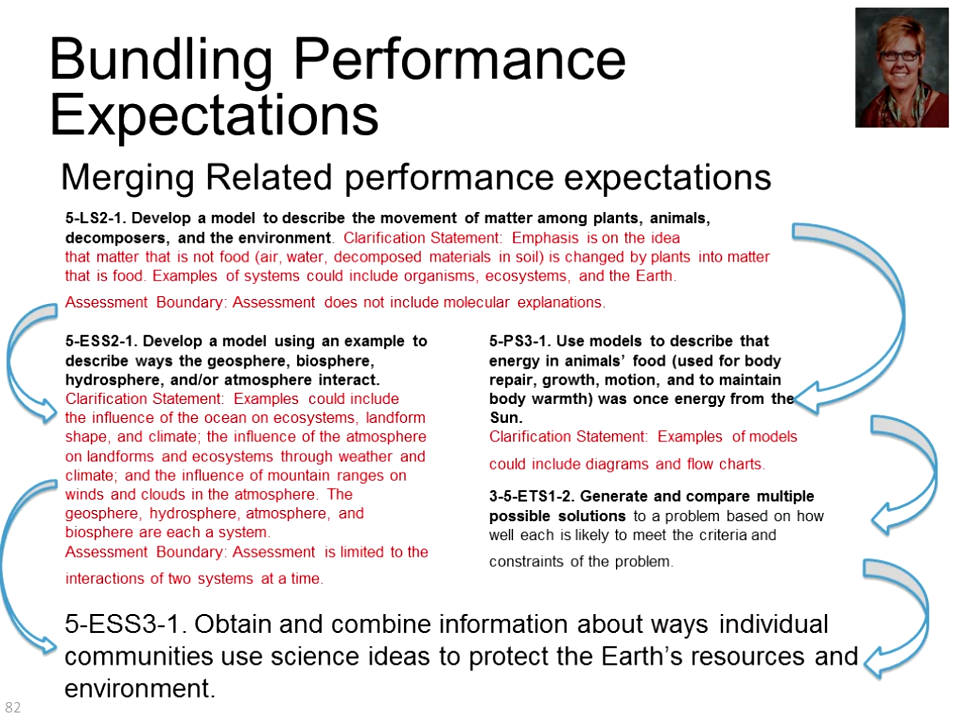 Bundling Performance
Expectations
Merging Related performance expectations
5-LS2-1. Develop a model to describe the movement of matter among plants, animals,
decomposers, and the environment. Clarification Statement: Emphasis is on the idea
that matter that is not food (air, water, decomposed materials in soil) is changed by plants into matter
that is food. Examples of systems could include organisms, ecosystems, and the Earth.
Assessment Boundary: Assessment does not include molecular explanations.
5-ESS2-1. Develop a model using an example to
describe ways the geosphere, biosphere,
hydrosphere, and/or atmosphere interact.
Clarification Statement: Examples could include
the influence of the ocean on ecosystems, landform
shape, and climate; the influence of the atmosphere
on landforms and ecosystems through weather and
climate; and the influence of mountain ranges on
winds and clouds in the atmosphere. The
geosphere, hydrosphere, atmosphere, and
biosphere are each a system.
Assessment Boundary: Assessment is limited to the
interactions of two systems at a time.
5-PS3-1. Use models to describe that
energy in animals’ food (used for body
repair, growth, motion, and to maintain
body warmth) was once energy from the
Sun.
Clarification Statement: Examples of models
could include diagrams and flow charts.
3-5-ETS1-2. Generate and compare multiple
possible solutions to a problem based on how
well each is likely to meet the criteria and
constraints of the problem.
5-ESS3-1. Obtain and combine information about ways individual
communities use science ideas to protect the Earth’s resources and
environment.
82